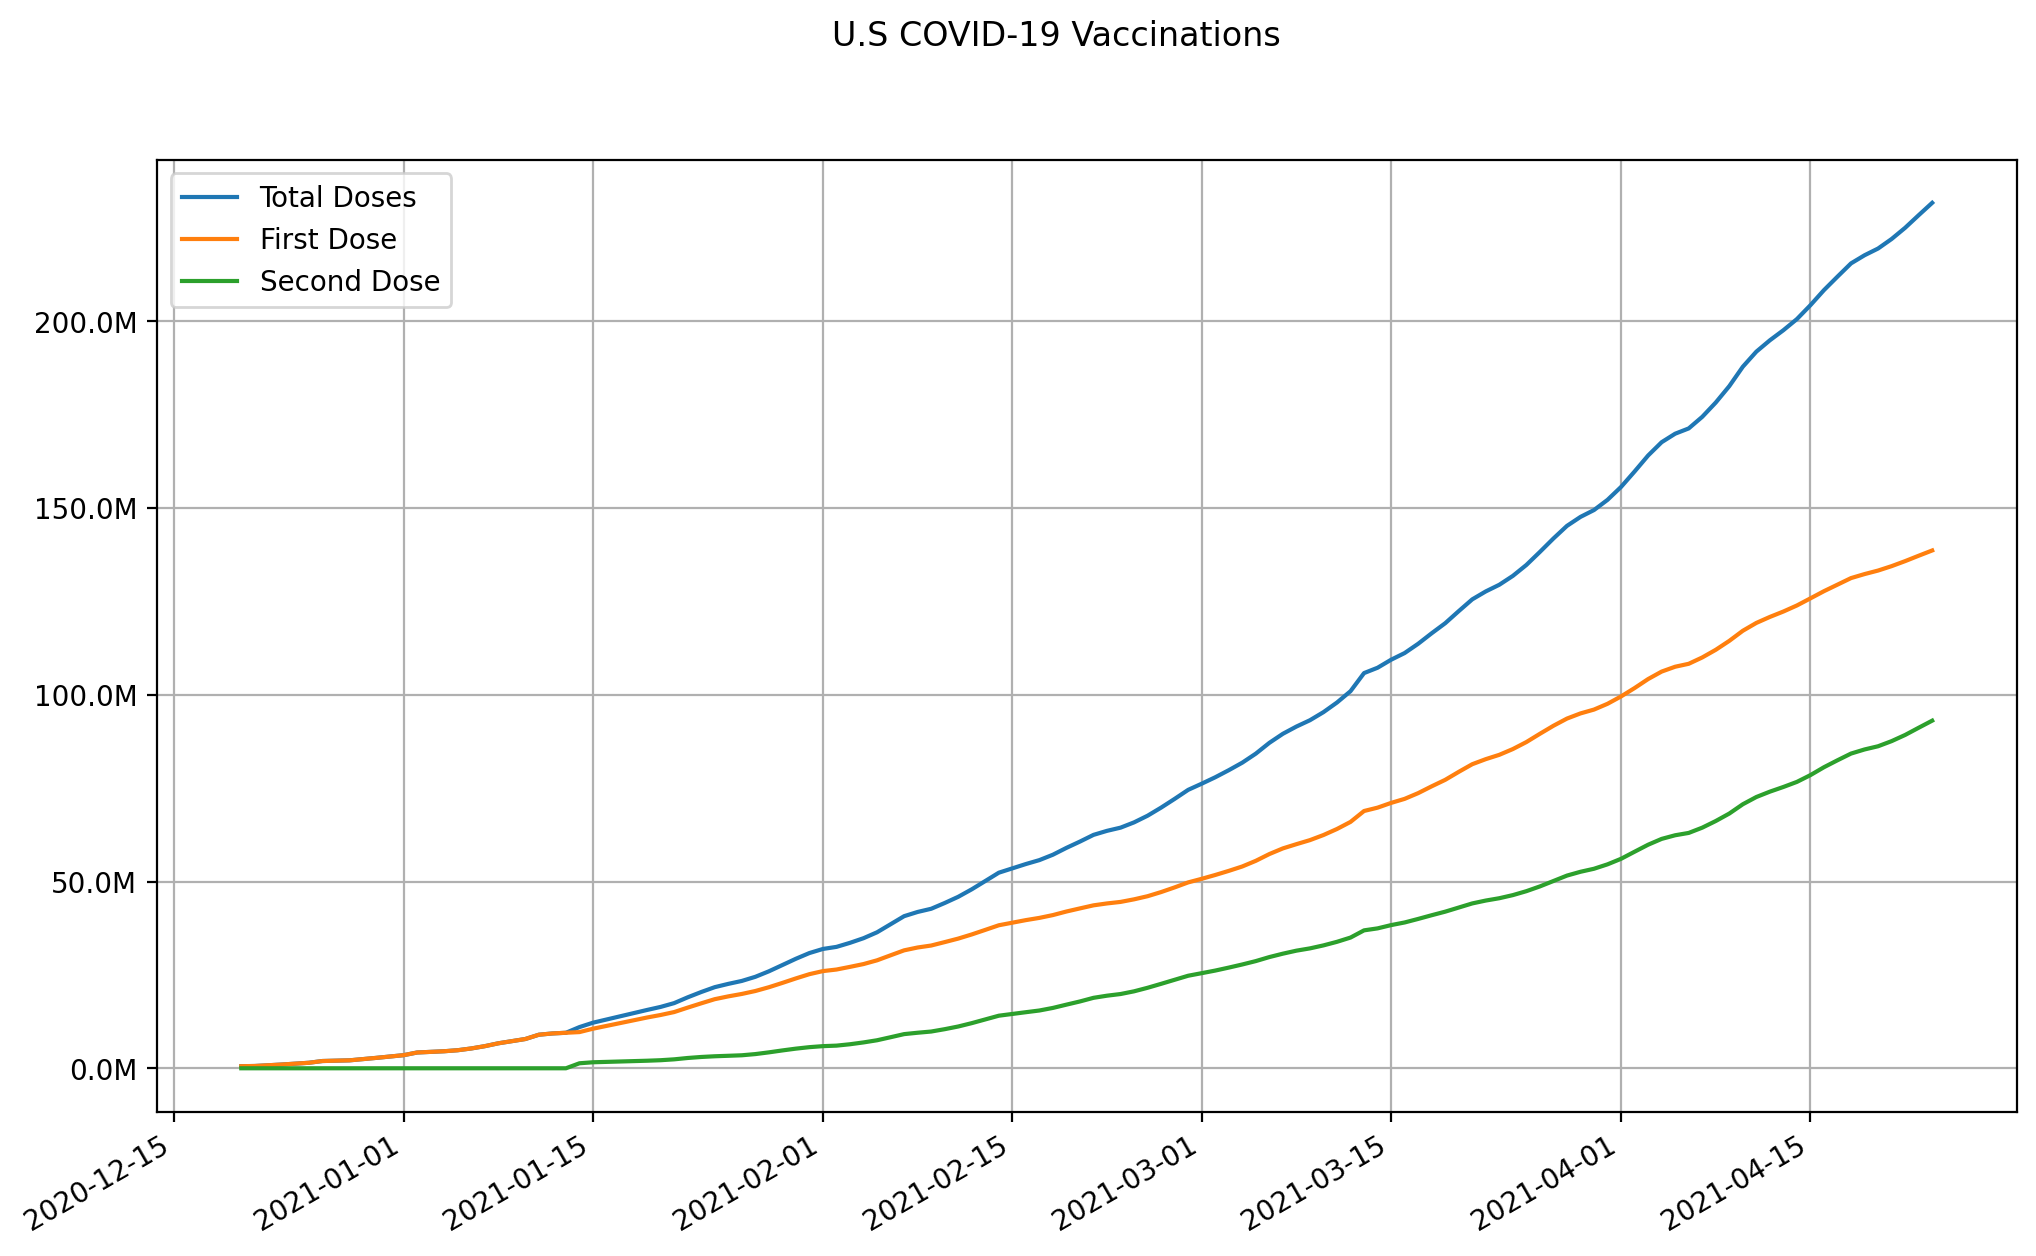 U.S COVID-19 Vaccinations
Total Doses
First Dose
Second Dose
200.0M
150.0M
100.0M
50.0M
0.0M
2020-12-15
2021-01-01
2021-01-15
2021-02-01
2021-02-15
2021-03-01
2021-03-15
2021-04-01
2021-04-15